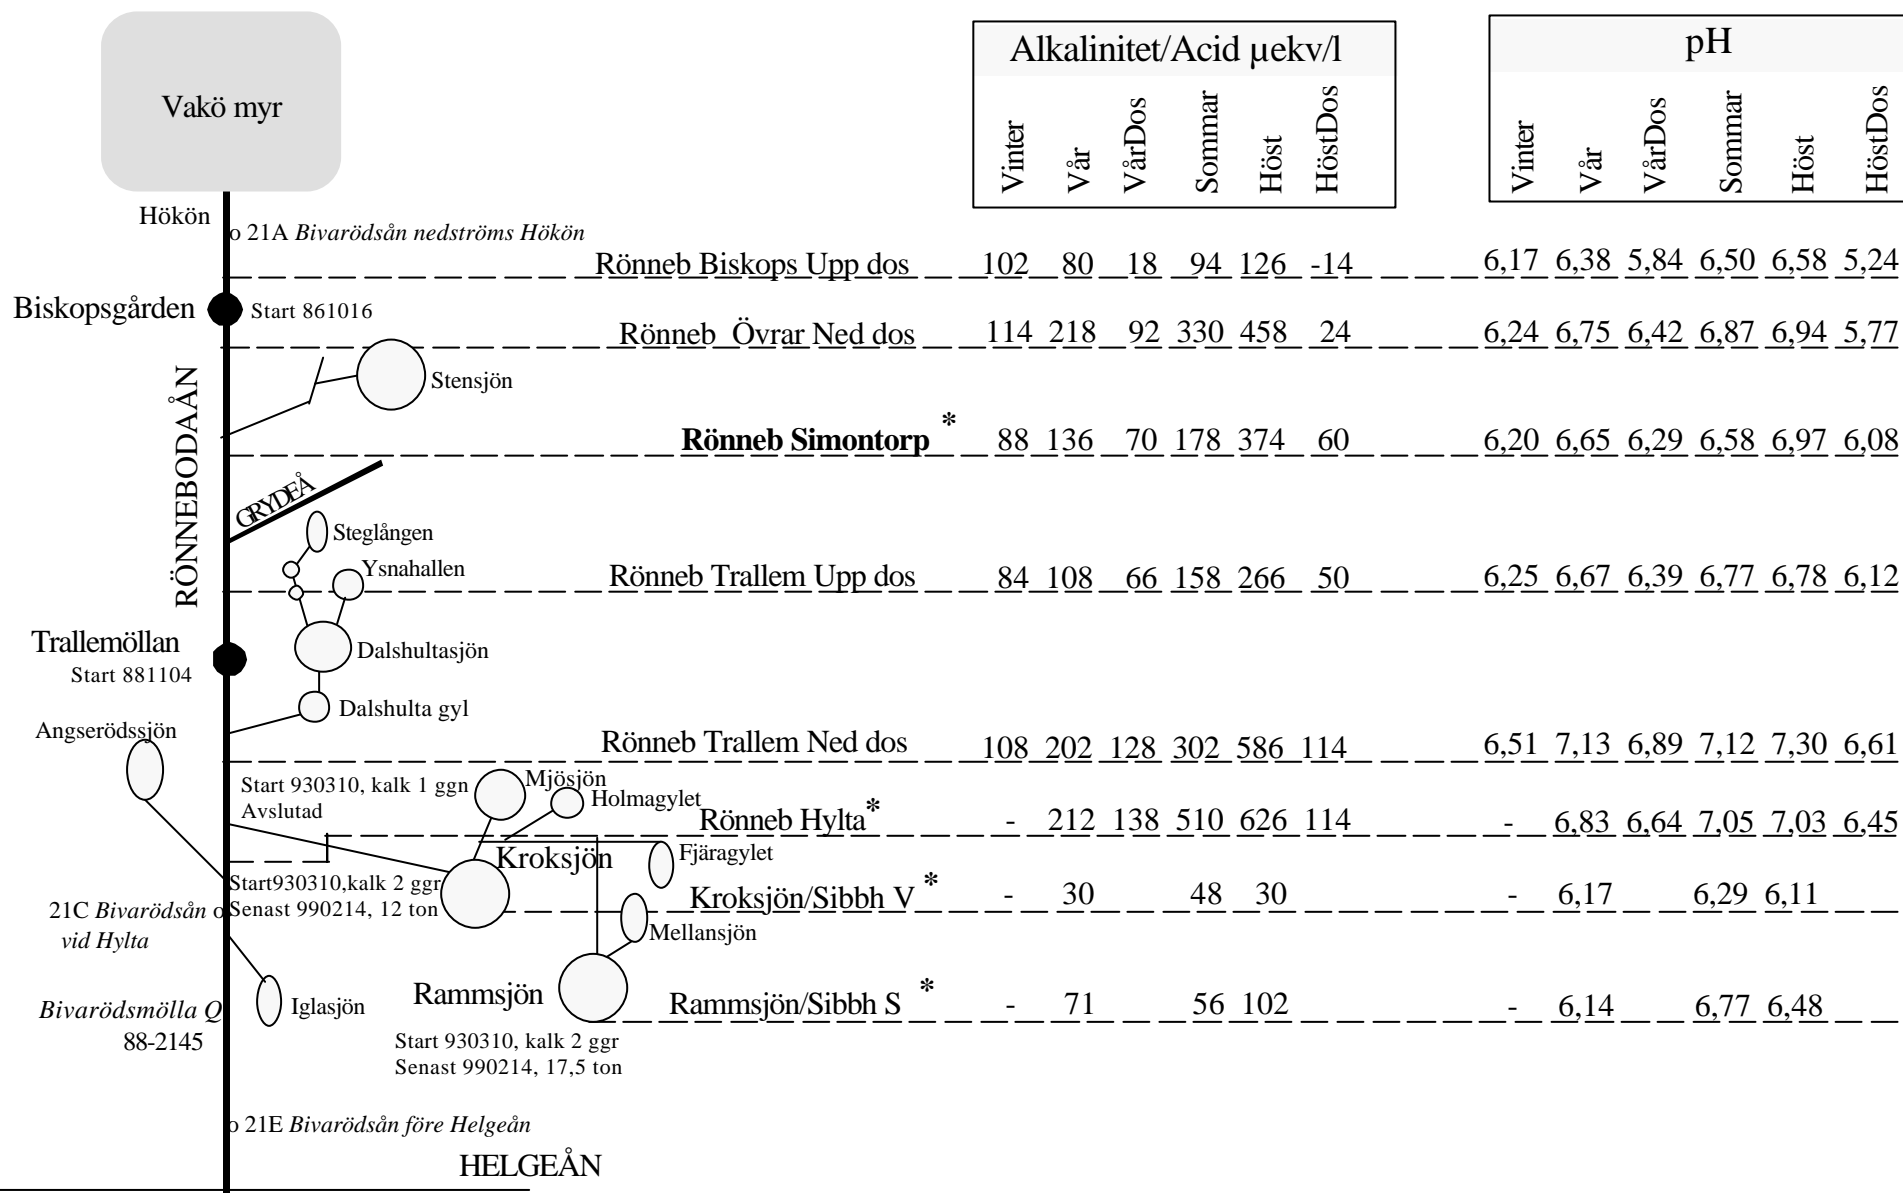 Alkalinitet/Acid µekv/l
pH
Vakö myr
Vinter Vår VårDos Sommar Höst HöstDos
Vinter Vår VårDos Sommar Höst HöstDos
Hökön
o 21A Bivarödsån nedströms Hökön
Rönneb Biskops Upp dos 102 80 18 94 126 -14 6,17 6,38 5,84 6,50 6,58 5,24
Biskopsgården Start 861016
Rönneb Övrar Ned dos 114 218 92 330 458 24 6,24 6,75 6,42 6,87 6,94 5,77
Stensjön
RÖNNEBODAÅN
Rönneb Simontorp * 88 136 70 178 374 60 6,20 6,65 6,29 6,58 6,97 6,08
GRYDEÅ
Steglången
Ysnahallen
Rönneb Trallem Upp dos 84 108 66 158 266 50 6,25 6,67 6,39 6,77 6,78 6,12
Trallemöllan
Start 881104
Dalshultasjön
Dalshulta gyl
Angserödssjön
Rönneb Trallem Ned dos 108 202 128 302 586 114 6,51 7,13 6,89 7,12 7,30 6,61
Start 930310, kalk 1 ggn
Avslutad
Mjösjön
Holmagylet
Rönneb Hylta * - 212 138 510 626 114 - 6,83 6,64 7,05 7,03 6,45
Kroksjön
Fjäragylet
Start930310,kalk 2 ggr
Senast 990214, 12 ton
Kroksjön/Sibbh V * - 30 48 30 - 6,17 6,29 6,11
21C Bivarödsån o
vid Hylta
Mellansjön
Rammsjön
Iglasjön
Rammsjön/Sibbh S * - 71 56 102 - 6,14 6,77 6,48
Bivarödsmölla Q
88-2145
Start 930310, kalk 2 ggr
Senast 990214, 17,5 ton
o 21E Bivarödsån före Helgeån
HELGEÅN